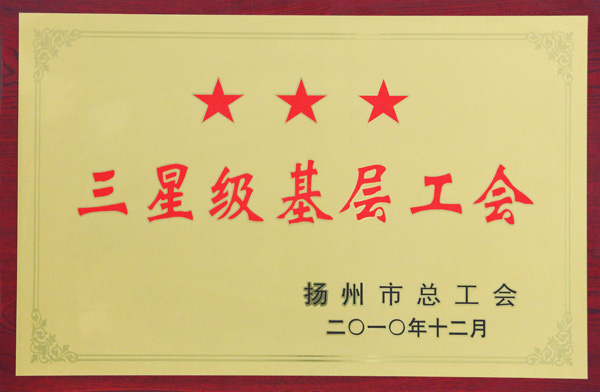 三星级基层工会
扬州市总工会
二〇一〇年十二月